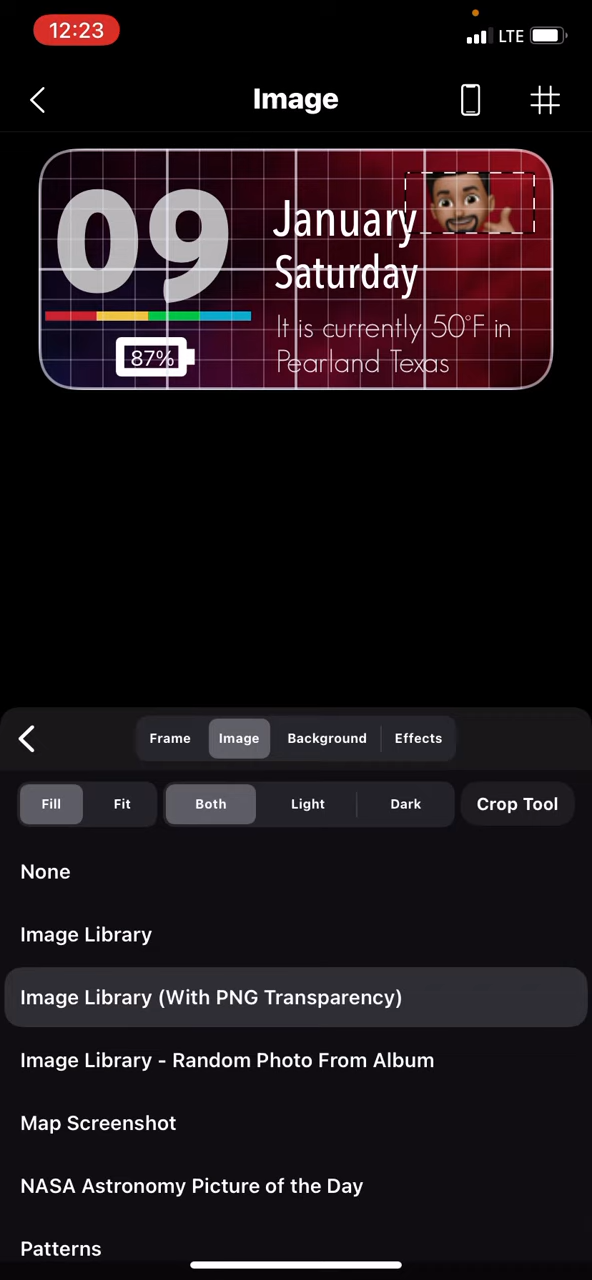 12:23
LTE
Image
09
January
Saturday
It is currently 50°F in
Pearland Texas
87%
Frame
Image
Background
Effects
Fill
Fit
Both
Light
Dark
Crop Tool
None
Image Library
Image Library (With PNG Transparency)
Image Library - Random Photo From Album
Map Screenshot
NASA Astronomy Picture of the Day
Patterns